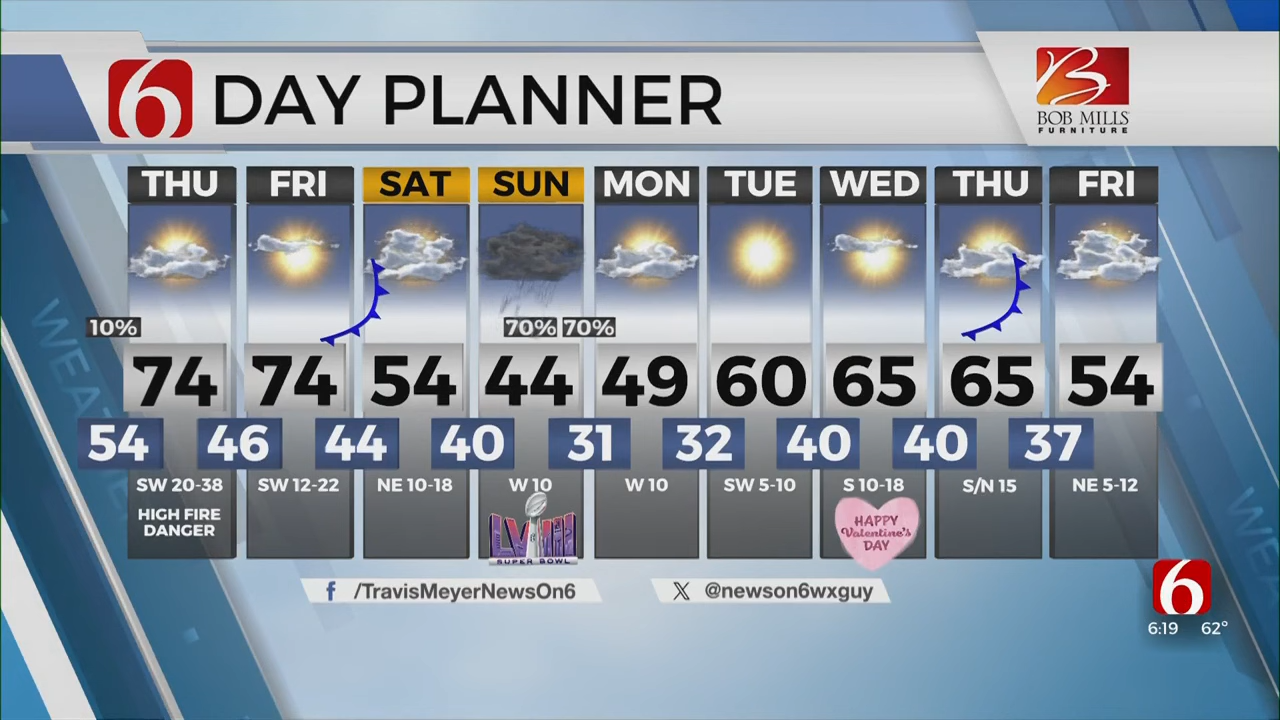 6 DAY PLANNER
BOB MILLS
FURNITURE
THU FRI SAT SUN MON TUE WED THU FRI
10% 70% 70%
74 74 54 44 49 60 65 65 54
54 46 44 40 31 32 40 40 37
SW 20-38 SW 12-22 NE 10-18 W 10 W 10 SW 5-10 S 10-18 S/N 15 NE 5-12
HIGH FIRE
DANGER
LVIII
SUPER BOWL
HAPPY
Valentine's
DAY
f /TravisMeyerNewsOn6 X @newson6wxguy
6
6:19 62°